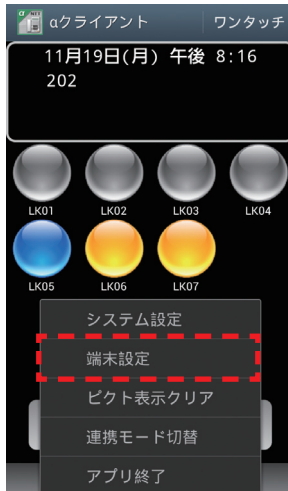 αクライアント ワンタッチ
11月19日(月) 午後 8:16
202
LK01 LK02 LK03 LK04
LK05 LK06 LK07
システム設定
端末設定
ピクト表示クリア
連携モード切替
アプリ終了